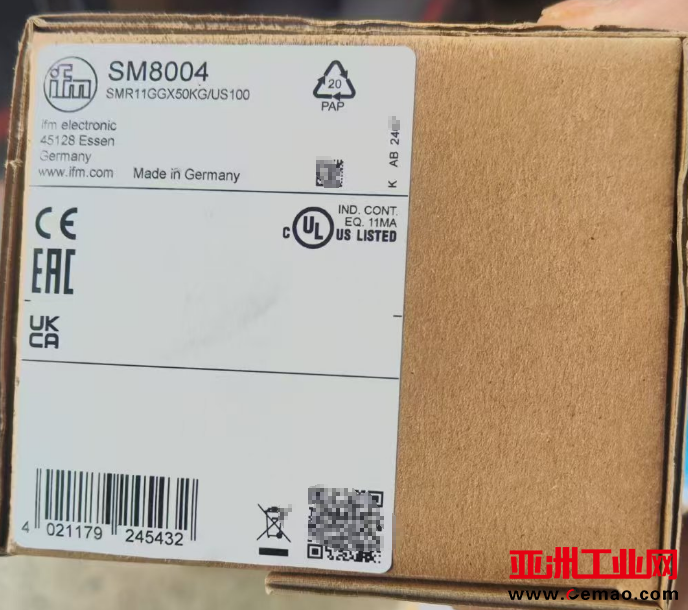 ifm
SM8004
SMR11GGX50KG/US100
ifm electronic
45128 Essen
Germany
www.ifm.com
Made in Germany
20
PAP
K AB 24
CE
EAC
UK
CA
c UL US LISTED
IND. CONT.
EQ. 11MA
4 021179 245432
亚洲工业网
www.cemao.com